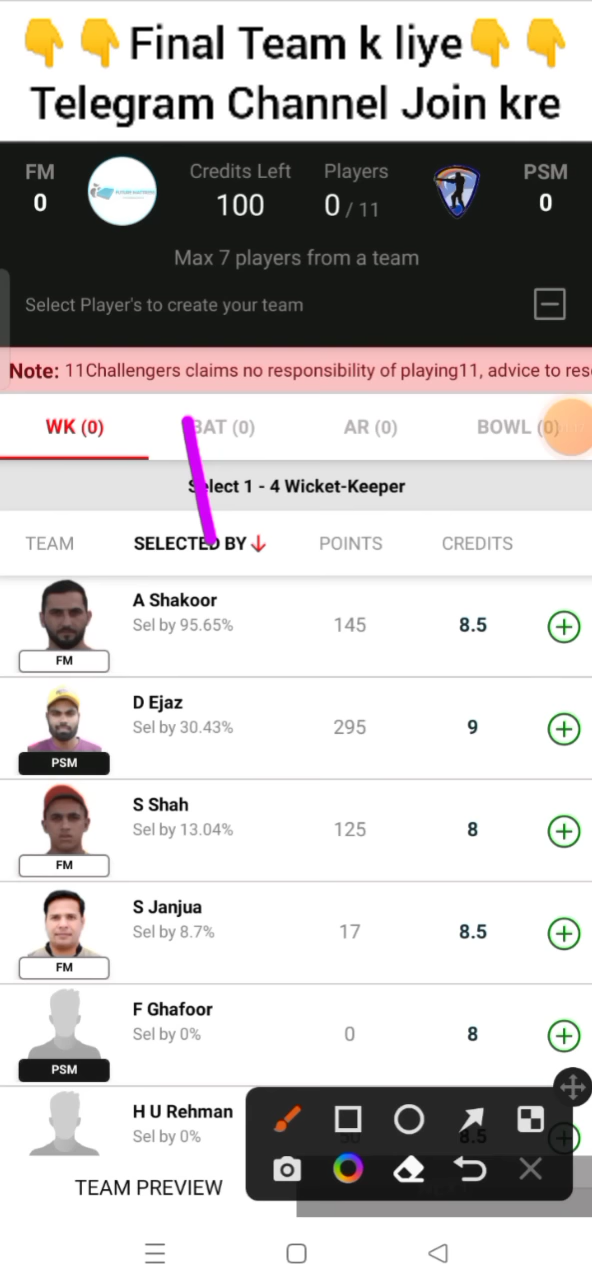 👇👇Final Team k liye👇👇
Telegram Channel Join kre
FM
0
Credits Left
100
Players
0 / 11
PSM
0
Max 7 players from a team
Select Player's to create your team
Note: 11Challengers claims no responsibility of playing11, advice to res
WK (0)
BAT (0)
AR (0)
BOWL (0)
Select 1 - 4 Wicket-Keeper
TEAM
SELECTED BY
POINTS
CREDITS
A Shakoor
Sel by 95.65%
145
8.5
FM
D Ejaz
Sel by 30.43%
295
9
PSM
S Shah
Sel by 13.04%
125
8
FM
S Janjua
Sel by 8.7%
17
8.5
FM
F Ghafoor
Sel by 0%
0
8
PSM
H U Rehman
Sel by 0%
50
8.5
TEAM PREVIEW